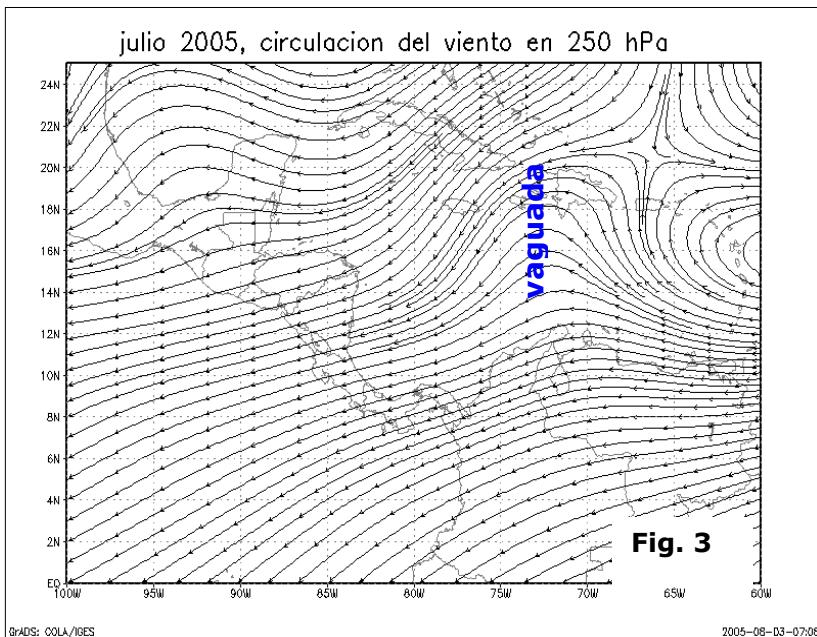 julio 2005, circulacion del viento en 250 hPa
24N
22N
20N
18N
16N
14N
12N
10N
8N
6N
4N
2N
EQ
vaguada
Fig. 3
100W 95W 90W 85W 80W 75W 70W 65W 60W
GrADS: COLA/IGES
2005-08-03-07:08